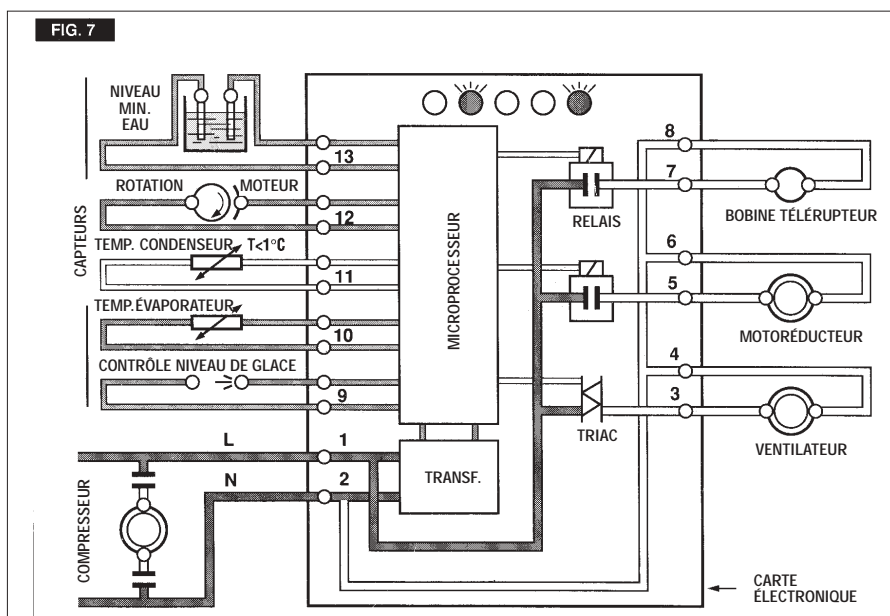 FIG. 7
NIVEAU
MIN.
EAU
13
ROTATION MOTEUR
12
TEMP. CONDENSEUR T<1°C
11
TEMP.ÉVAPORATEUR
10
CONTRÔLE NIVEAU DE GLACE
9
CAPTEURS
L 1
N 2
COMPRESSEUR
MICROPROCESSEUR
TRANSF.
RELAIS
TRIAC
8
7
BOBINE TÉLÉRUPTEUR
6
5
MOTORÉDUCTEUR
4
3
VENTILATEUR
CARTE
ÉLECTRONIQUE